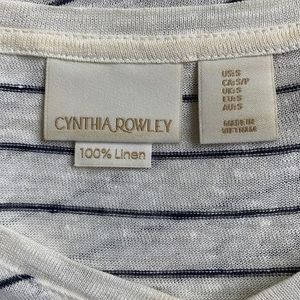 CYNTHIA ROWLEY
100% Linen
US:S
CA:S/P
UK:S
EU:S
AU:S
MADE IN
VIETNAM